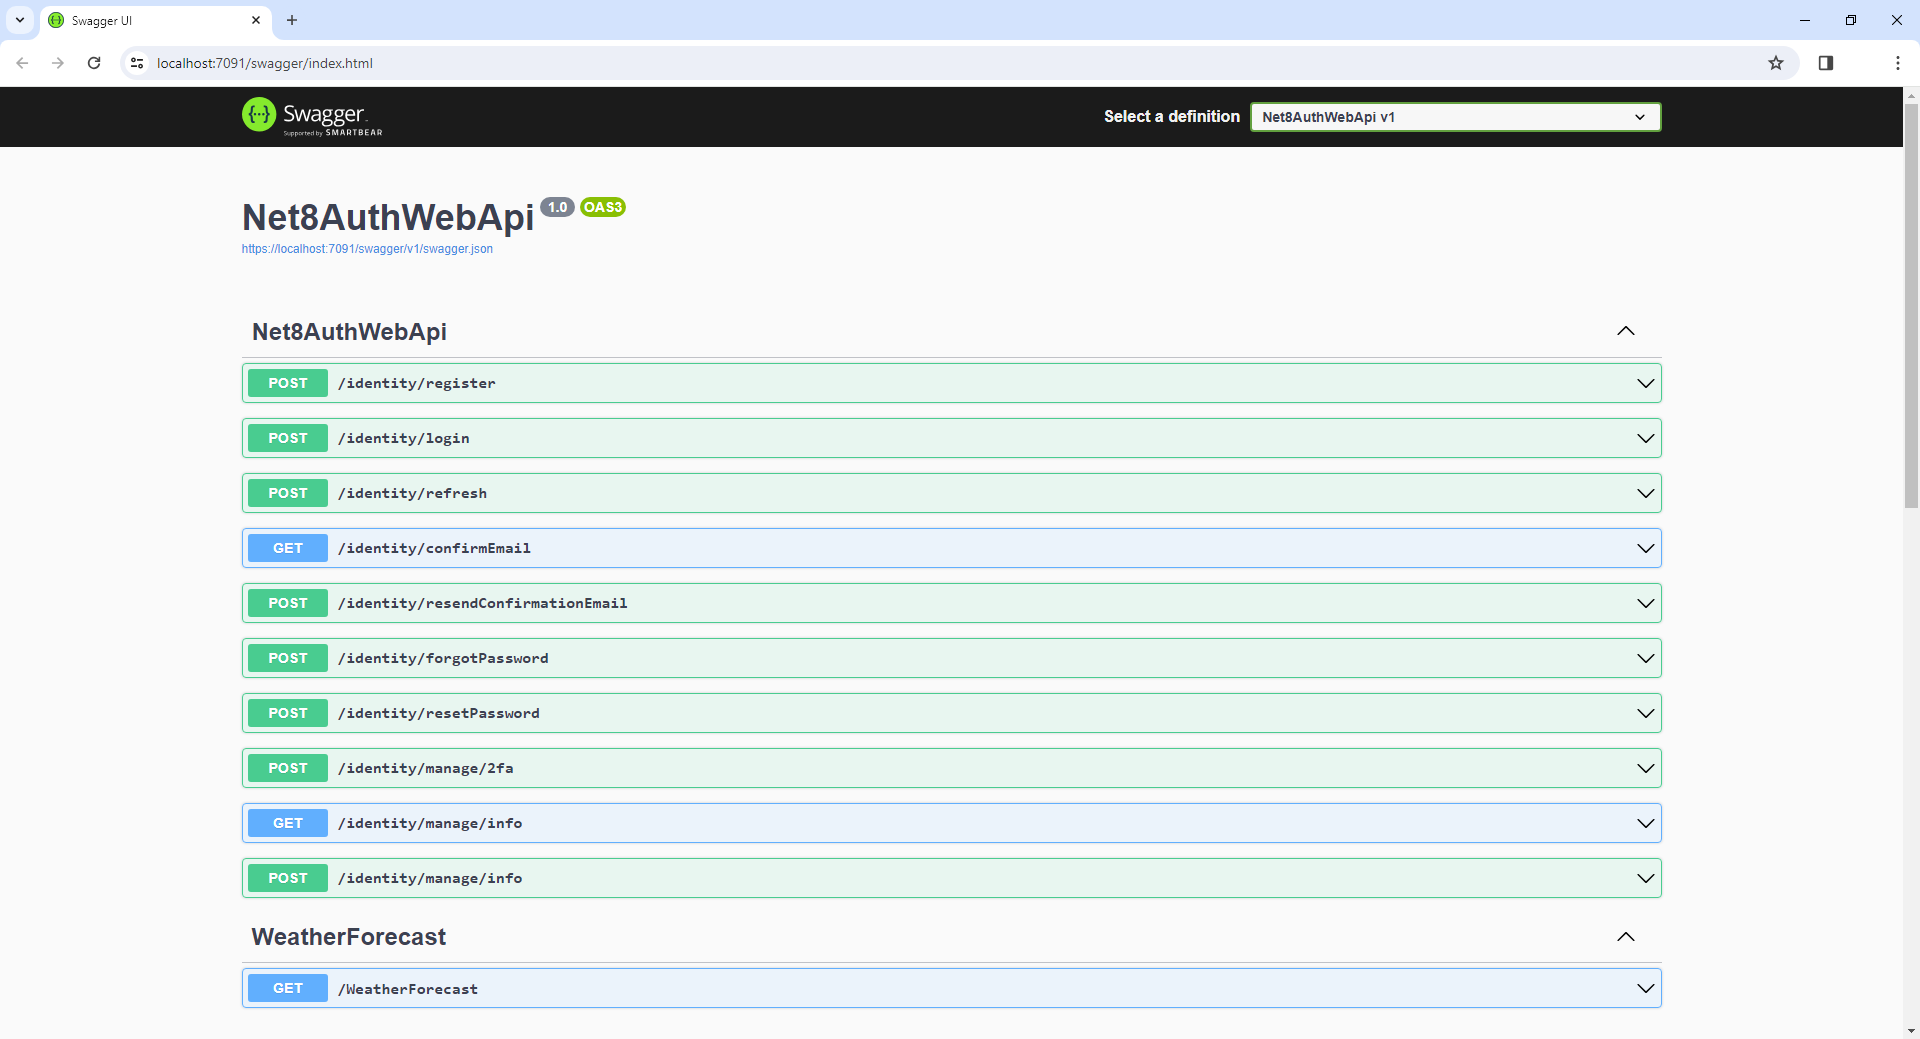 Swagger UI
localhost:7091/swagger/index.html
Swagger
Supported by SMARTBEAR
Select a definition
Net8AuthWebApi v1
Net8AuthWebApi 1.0 OAS3
https://localhost:7091/swagger/v1/swagger.json
Net8AuthWebApi
POST /identity/register
POST /identity/login
POST /identity/refresh
GET /identity/confirmEmail
POST /identity/resendConfirmationEmail
POST /identity/forgotPassword
POST /identity/resetPassword
POST /identity/manage/2fa
GET /identity/manage/info
POST /identity/manage/info
WeatherForecast
GET /WeatherForecast